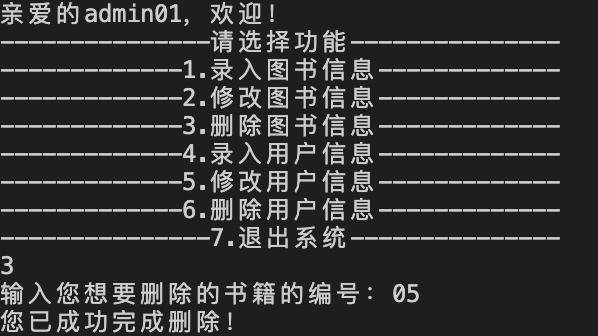 亲爱的admin01，欢迎！
---------------请选择功能---------------
-------------1.录入图书信息-------------
-------------2.修改图书信息-------------
-------------3.删除图书信息-------------
-------------4.录入用户信息-------------
-------------5.修改用户信息-------------
-------------6.删除用户信息-------------
---------------7.退出系统---------------
3
输入您想要删除的书籍的编号：05
您已成功完成删除！